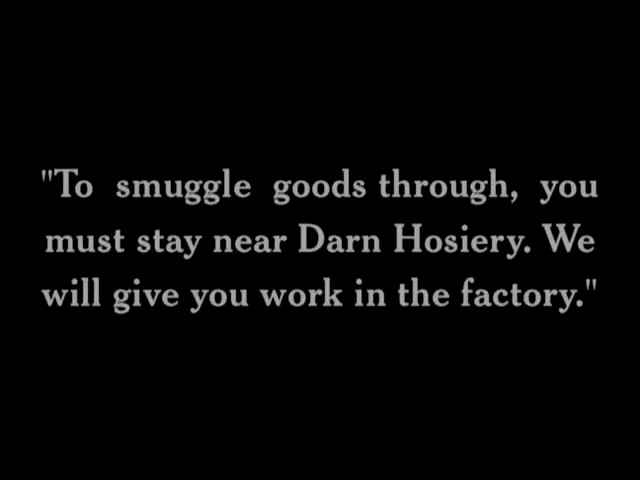 "To smuggle goods through, you
must stay near Darn Hosiery. We
will give you work in the factory."